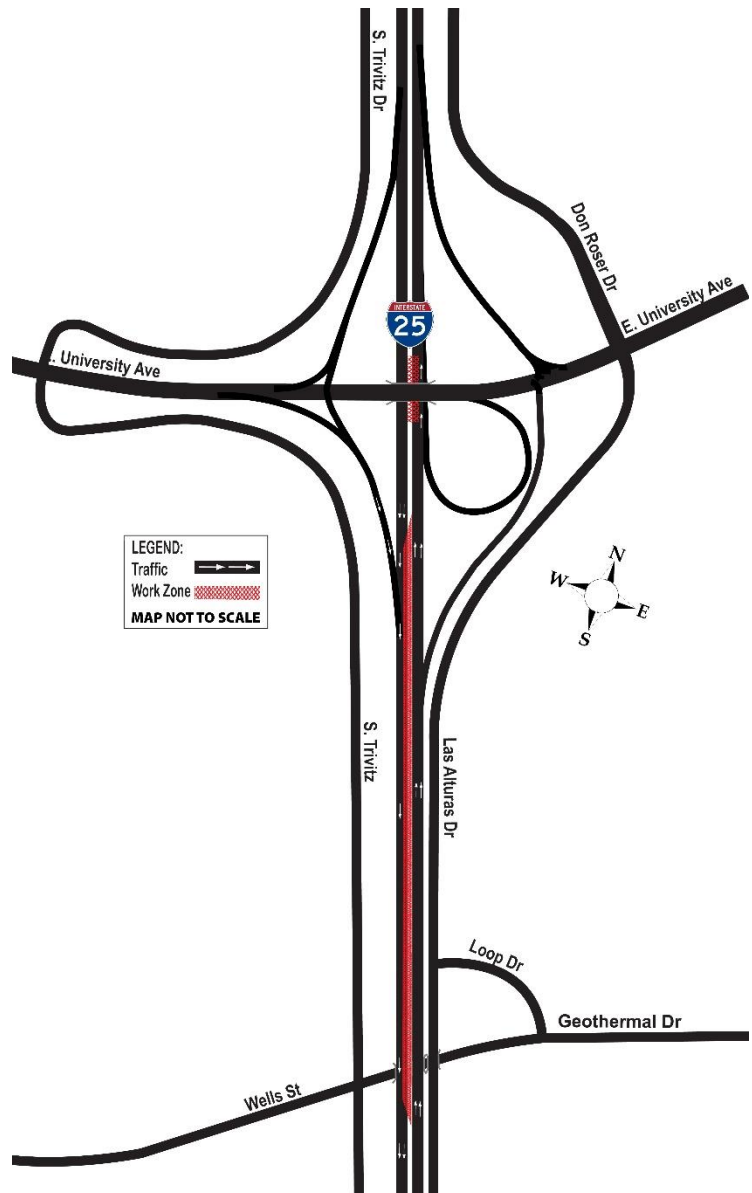 S. Trivitz Dr
Don Roser Dr
INTERSTATE
25
E. University Ave
. University Ave
LEGEND:
Traffic
Work Zone
MAP NOT TO SCALE
N
W
E
S
S. Trivitz
Las Alturas Dr
Loop Dr
Geothermal Dr
Wells St